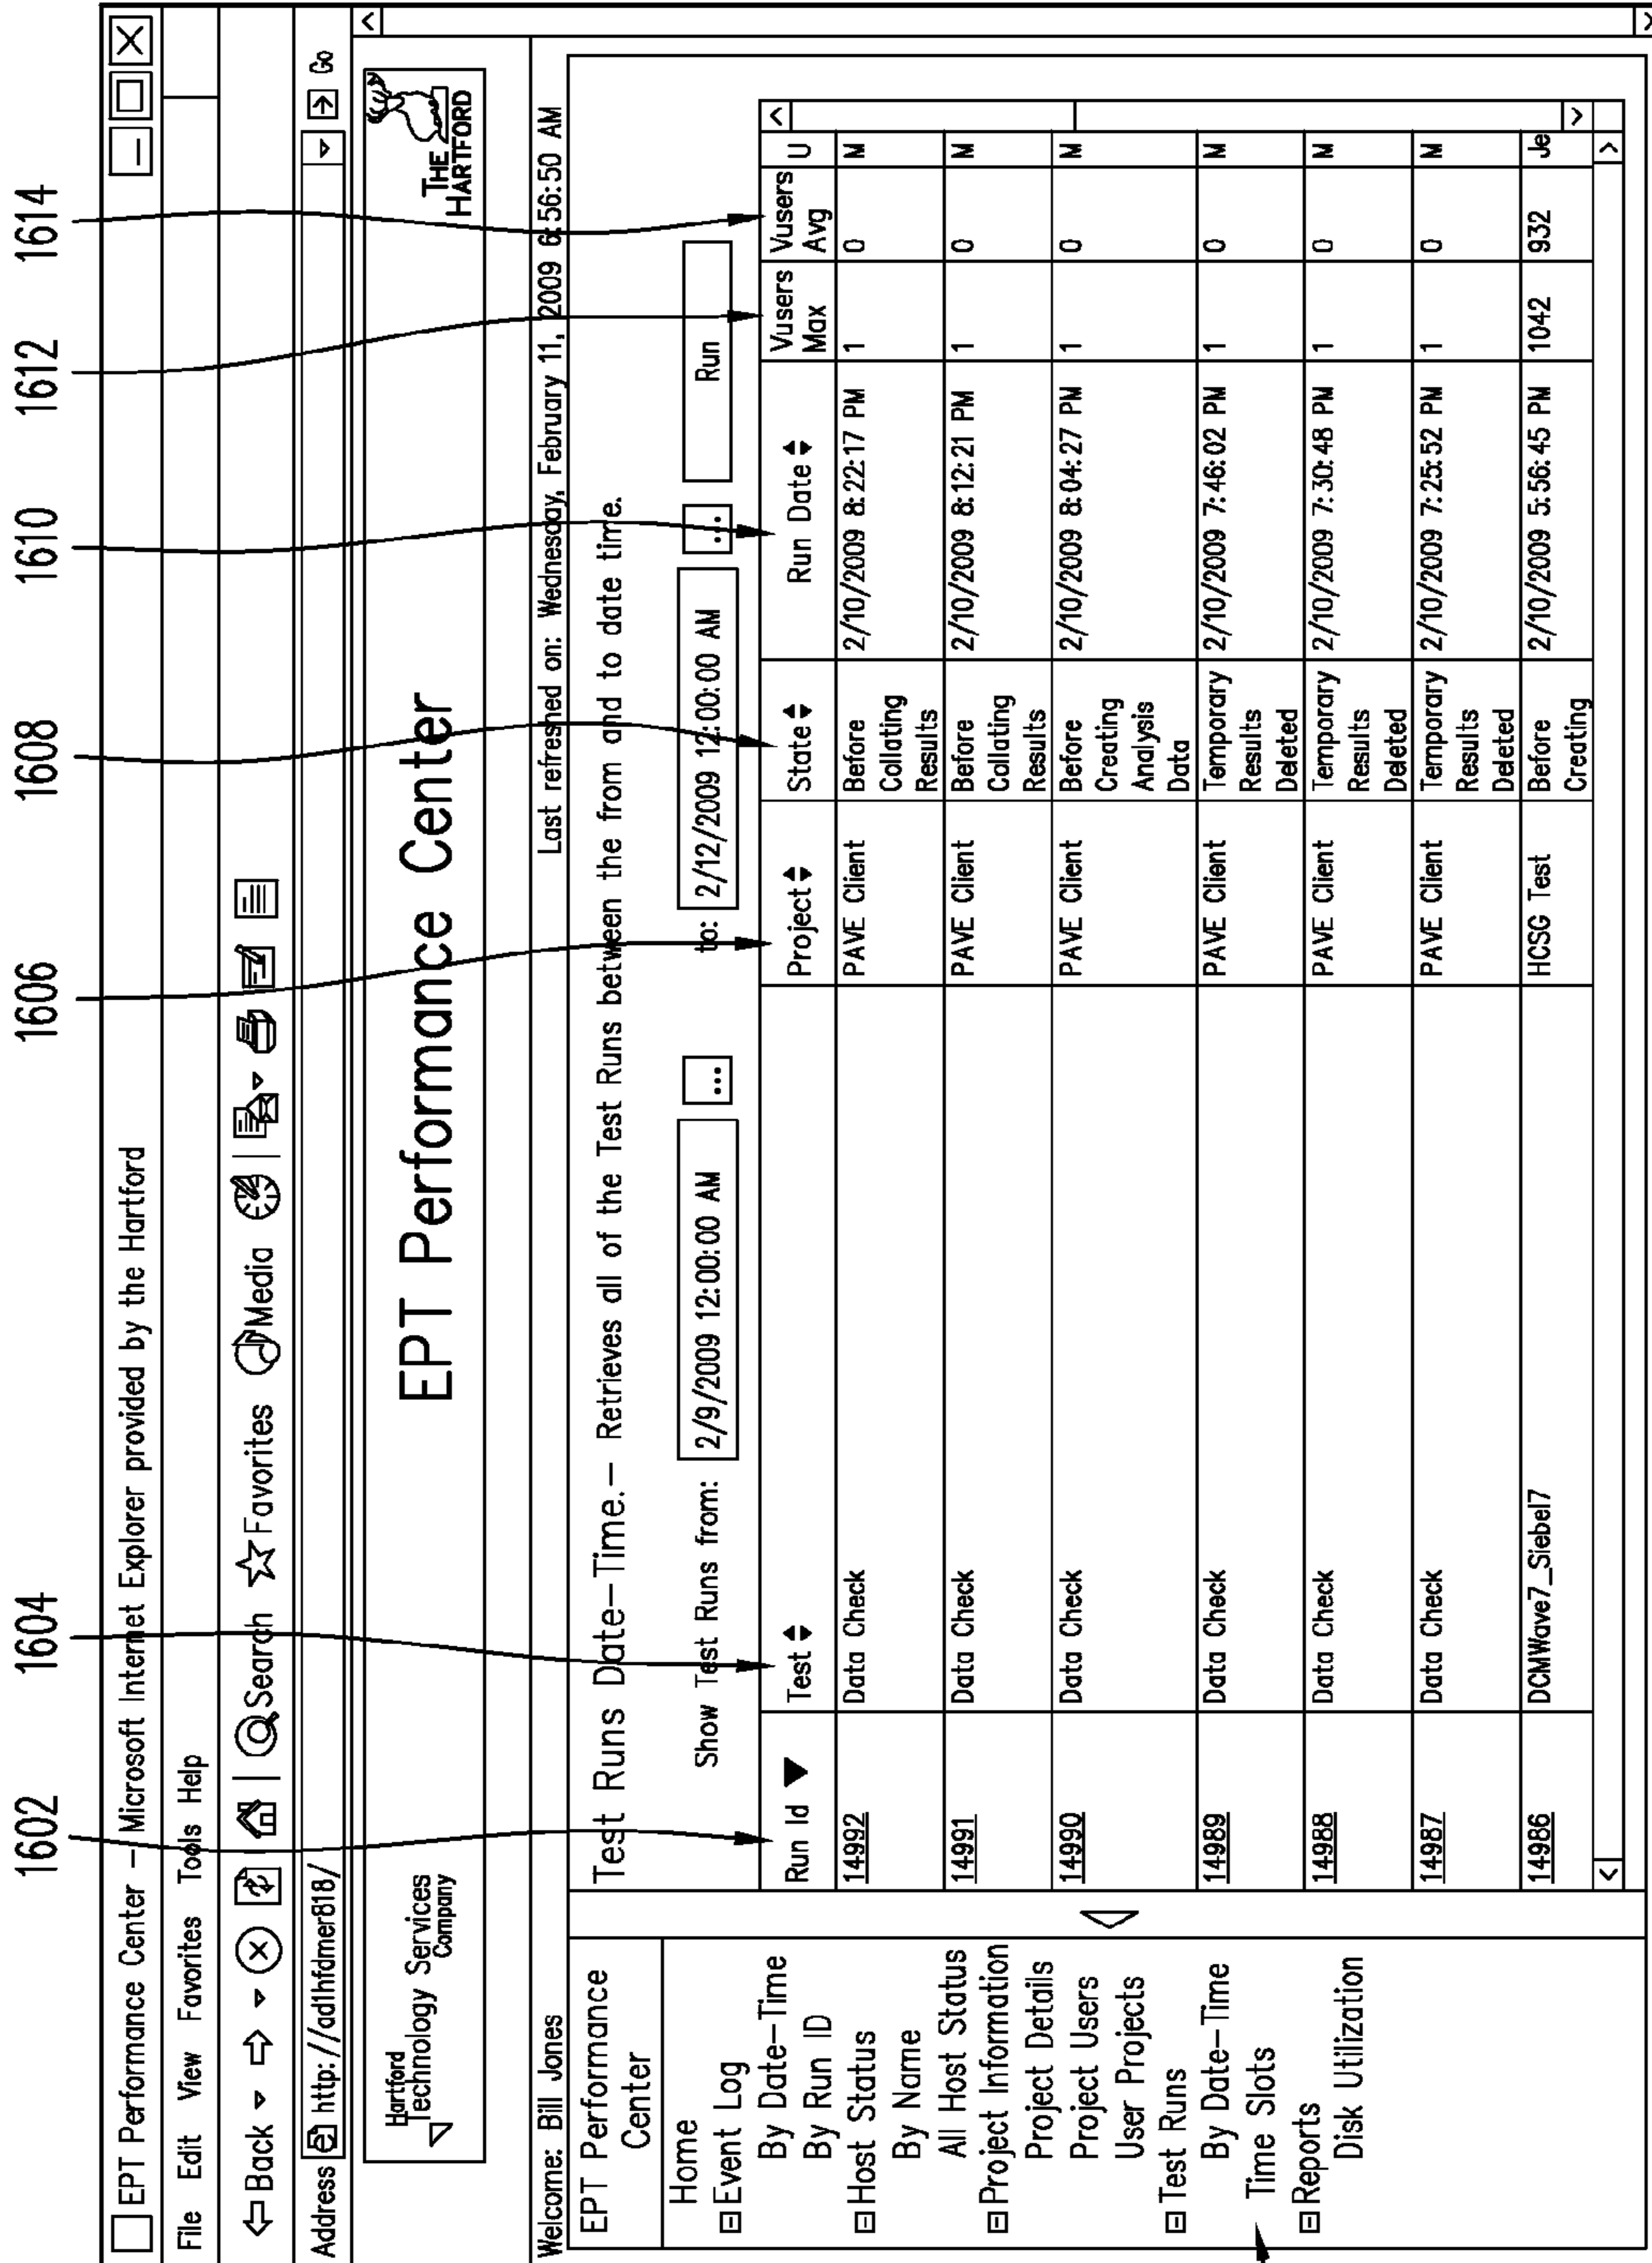 1602 1604 1606 1608 1610 1612 1614
EPT Performance Center – Microsoft Internet Explorer provided by the Hartford
File Edit View Favorites Tools Help
Back Search Favorites Media
Address http://ad1hfdmer818/ Go
Hartford
Technology Services
Company
EPT Performance Center
THE
HARTFORD
Welcome: Bill Jones
Last refreshed on: Wednesday, February 11, 2009 6:56:50 AM
EPT Performance
Center
Home
Event Log
By Date–Time
By Run ID
Host Status
By Name
All Host Status
Project Information
Project Details
Project Users
User Projects
Test Runs
By Date–Time
Time Slots
Reports
Disk Utilization
Test Runs Date–Time.– Retrieves all of the Test Runs between the from and to date time.
Show Test Runs from: 2/9/2009 12:00:00 AM ... to: 2/12/2009 12:00:00 AM ... Run
Run Id Test Project State Run Date Vusers Max Vusers Avg U
14992 Data Check PAVE Client Before Collating Results 2/10/2009 8:22:17 PM 1 0 M
14991 Data Check PAVE Client Before Collating Results 2/10/2009 8:12:21 PM 1 0 M
14990 Data Check PAVE Client Before Creating Analysis Data 2/10/2009 8:04:27 PM 1 0 M
14989 Data Check PAVE Client Temporary Results Deleted 2/10/2009 7:46:02 PM 1 0 M
14988 Data Check PAVE Client Temporary Results Deleted 2/10/2009 7:30:48 PM 1 0 M
14987 Data Check PAVE Client Temporary Results Deleted 2/10/2009 7:25:52 PM 1 0 M
14986 DCMWave7_Siebel7 HCSG Test Before Creating 2/10/2009 5:56:45 PM 1042 932 Je